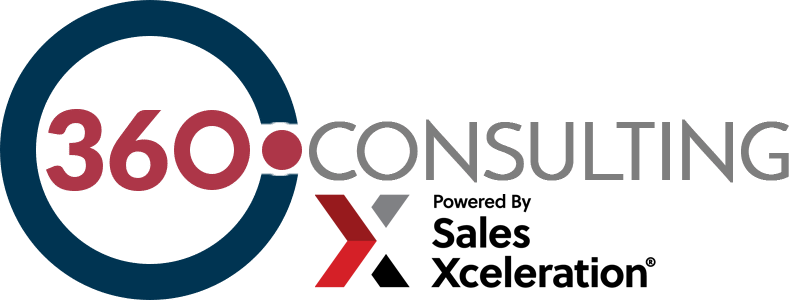 360•CONSULTING
Powered By
Sales
Xceleration®